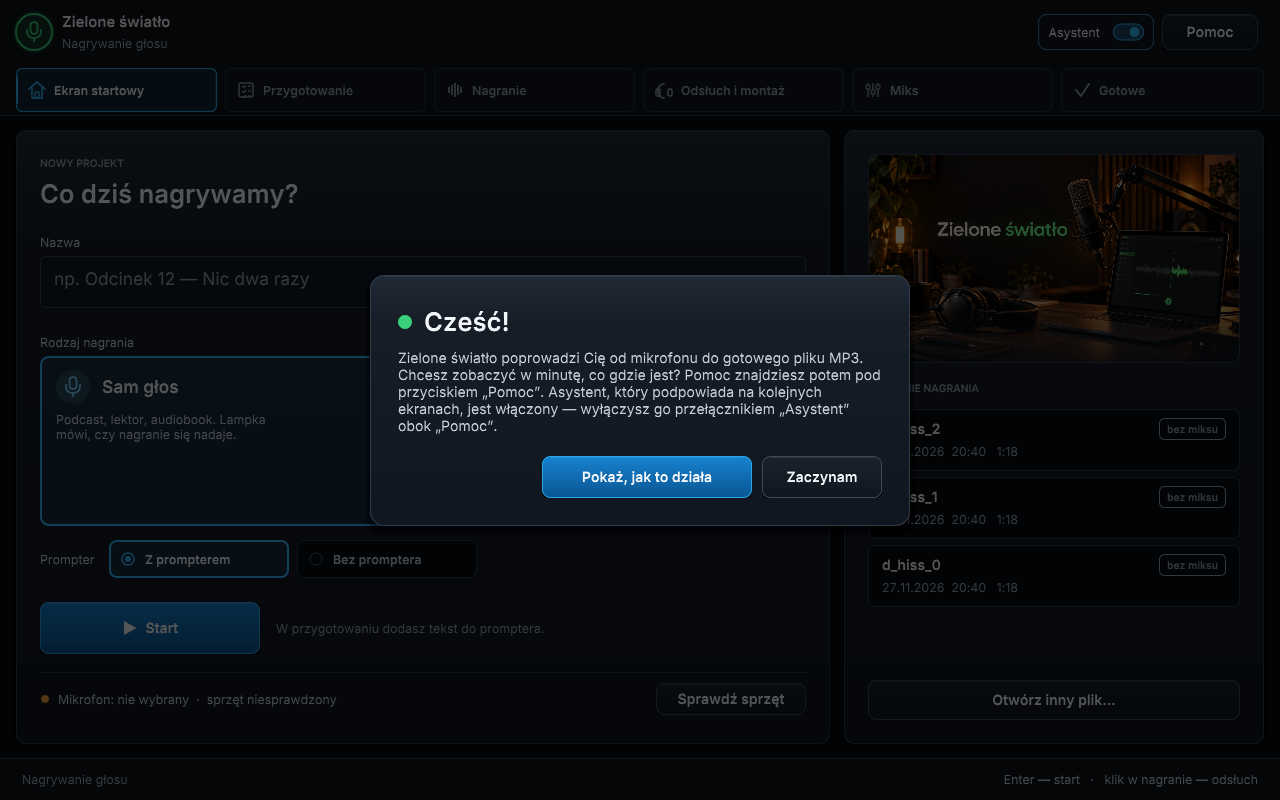 Zielone światło
Nagrywanie głosu
Asystent
Pomoc
Ekran startowy
Przygotowanie
Nagranie
Odsłuch i montaż
Miks
Gotowe
NOWY PROJEKT
Co dziś nagrywamy?
Nazwa
np. Odcinek 12 — Nic dwa razy
Rodzaj nagrania
Sam głos
Podcast, lektor, audiobook. Lampka
mówi, czy nagranie się nadaje.
Prompter
Z prompterem
Bez promptera
Start
W przygotowaniu dodasz tekst do promptera.
Mikrofon: nie wybrany · sprzęt niesprawdzony
Sprawdź sprzęt
Cześć!
Zielone światło poprowadzi Cię od mikrofonu do gotowego pliku MP3.
Chcesz zobaczyć w minutę, co gdzie jest? Pomoc znajdziesz potem pod
przyciskiem „Pomoc”. Asystent, który podpowiada na kolejnych
ekranach, jest włączony — wyłączysz go przełącznikiem „Asystent”
obok „Pomoc”.
Pokaż, jak to działa
Zaczynam
Zielone światło
NAGRANIA
bez miksu
20:40 1:18
bez miksu
20:40 1:18
d_hiss_0
bez miksu
27.11.2026 20:40 1:18
Otwórz inny plik...
Nagrywanie głosu
Enter — start · klik w nagranie — odsłuch